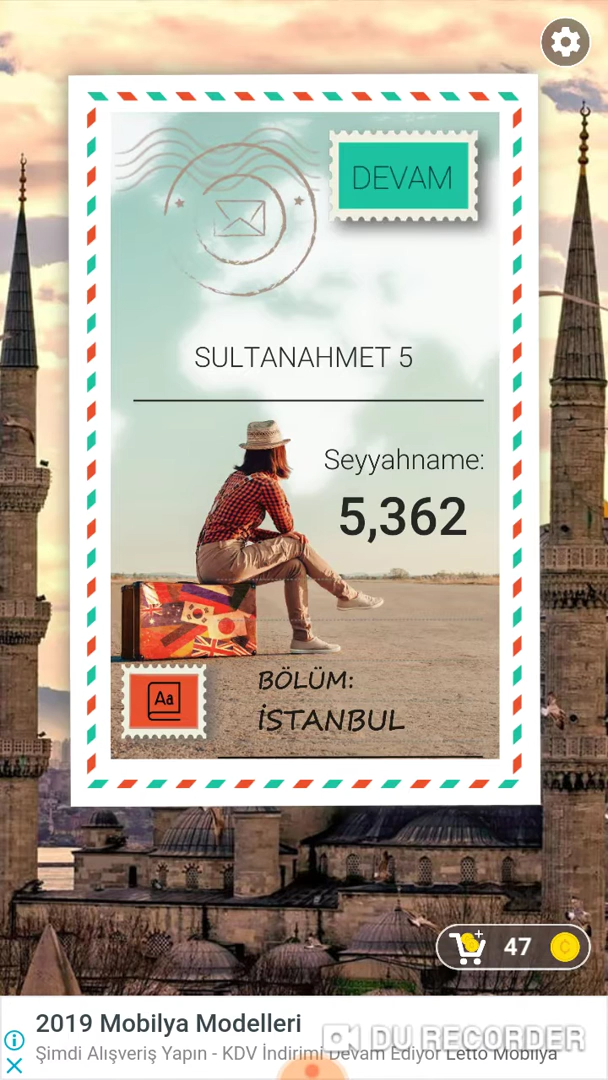 DEVAM
SULTANAHMET 5
Seyyahname:
5,362
Aa
BÖLÜM:
İSTANBUL
47
2019 Mobilya Modelleri
Şimdi Alışveriş Yapın - KDV İndirimi Devam Ediyor Letto Mobilya
DU RECORDER